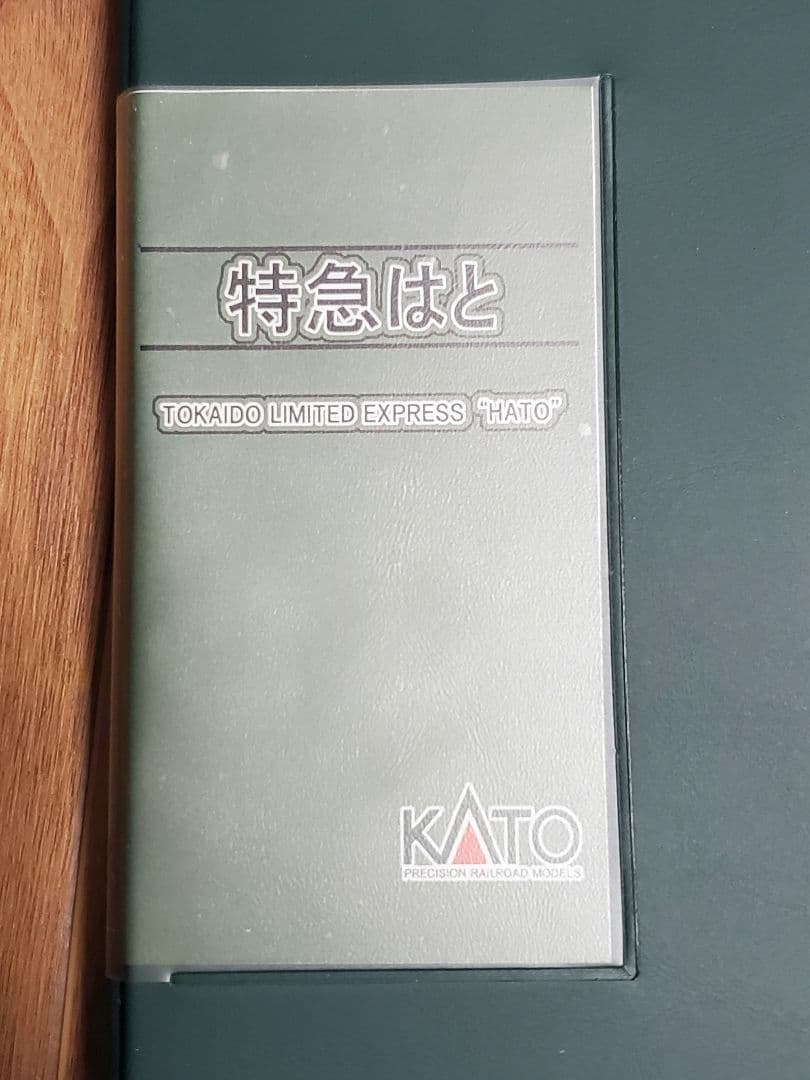 特急はと
TOKAIDO LIMITED EXPRESS “HATO”
KATO
PRECISION RAILROAD MODELS